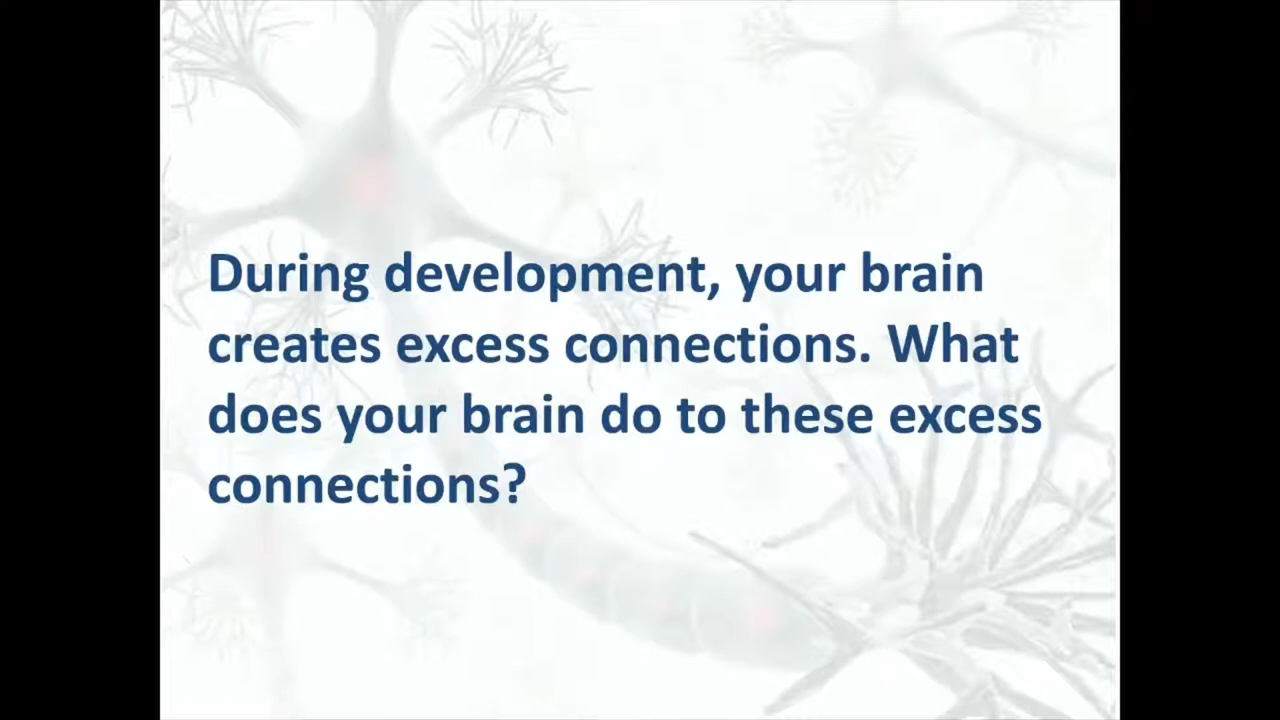 During development, your brain
creates excess connections. What
does your brain do to these excess
connections?